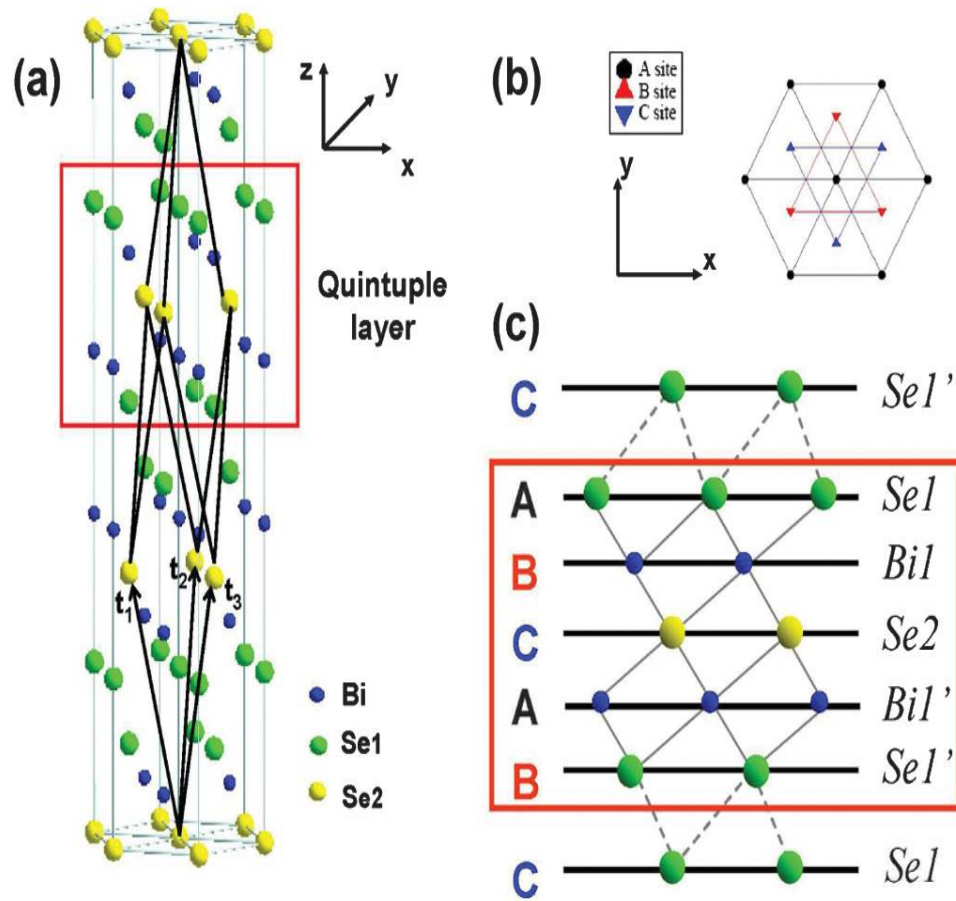 (a)
z
y
x
Quintuple
layer
t1
t2
t3
Bi
Se1
Se2
(b)
A site
B site
C site
y
x
(c)
C Se1’
A Se1
B Bi1
C Se2
A Bi1’
B Se1’
C Se1